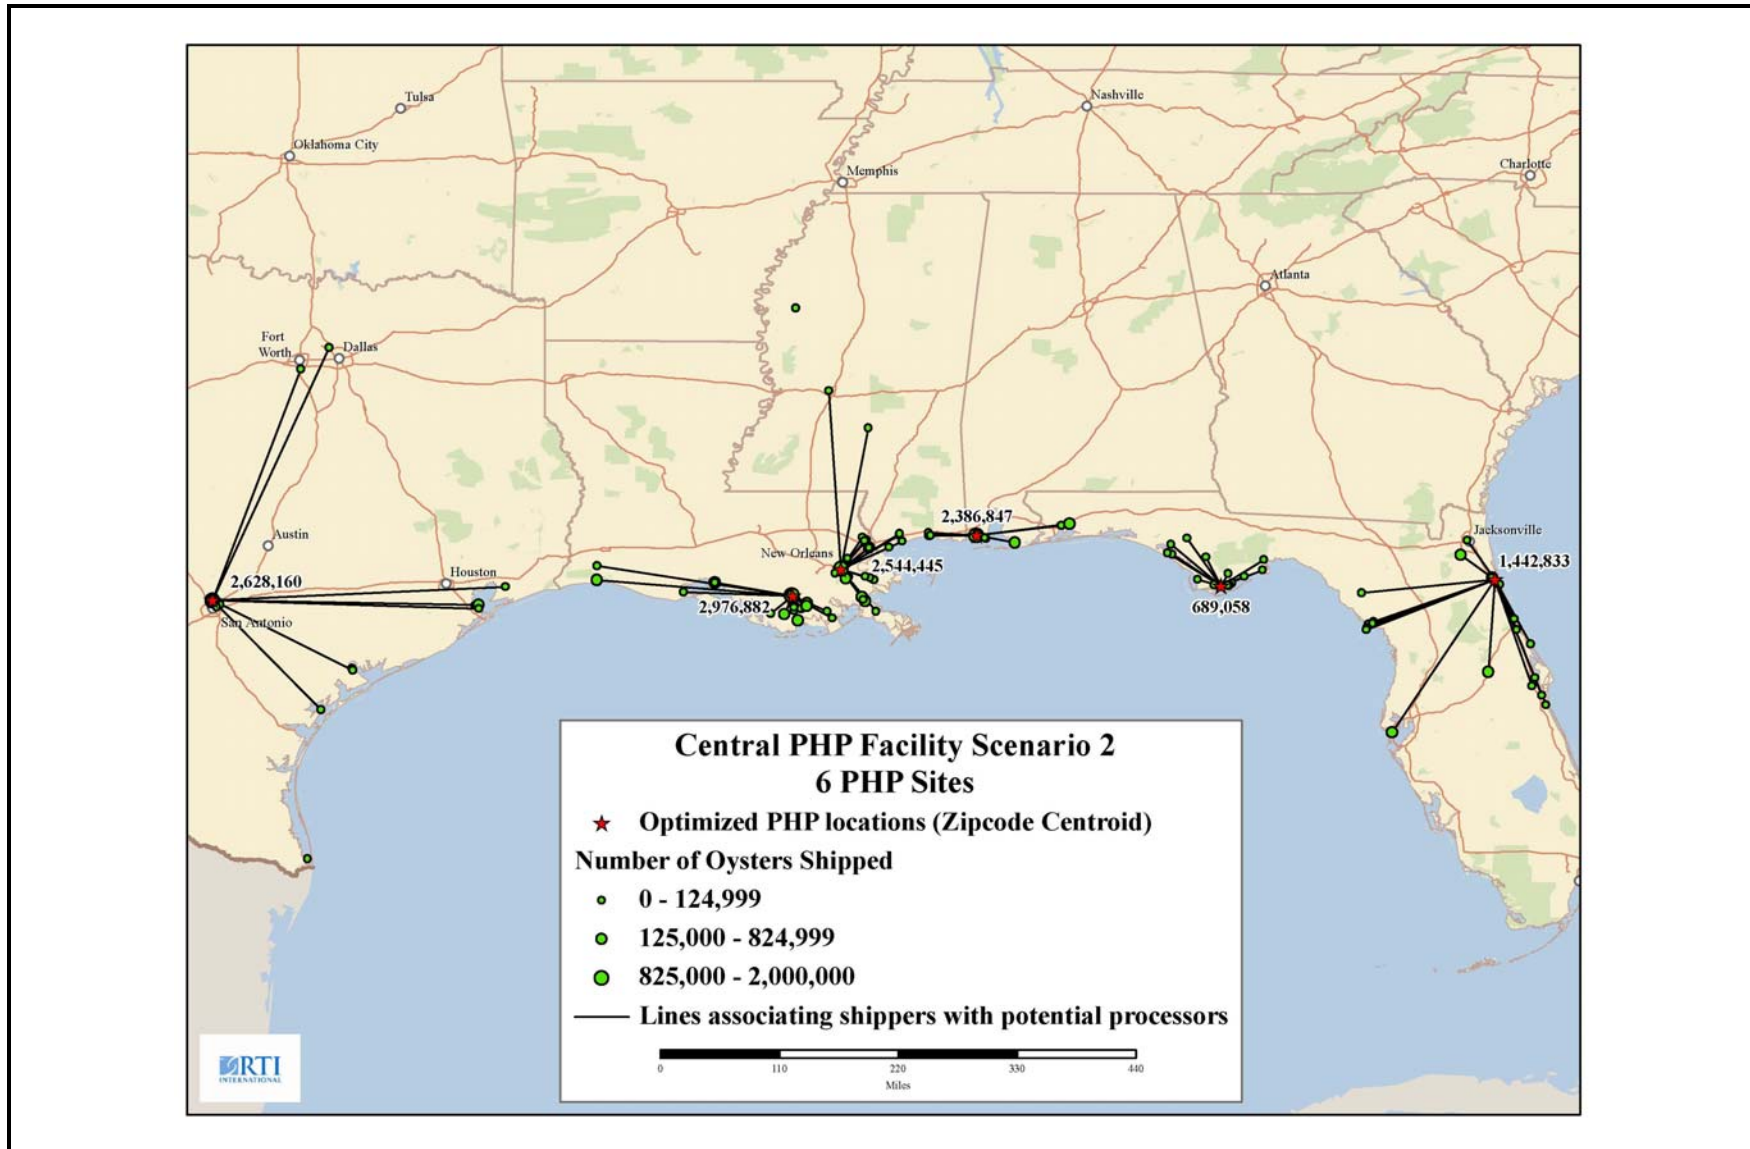 Tulsa
Nashville
Oklahoma City
Charlotte
Memphis
Atlanta
Fort
Worth
Dallas
2,386,847
Austin
Jacksonville
New Orleans
1,442,833
2,544,445
Houston
2,628,160
2,976,882
689,058
San Antonio
Central PHP Facility Scenario 2
6 PHP Sites
Optimized PHP locations (Zipcode Centroid)
Number of Oysters Shipped
0 - 124,999
125,000 - 824,999
825,000 - 2,000,000
Lines associating shippers with potential processors
0 110 220 330 440
Miles
RTI
INTERNATIONAL